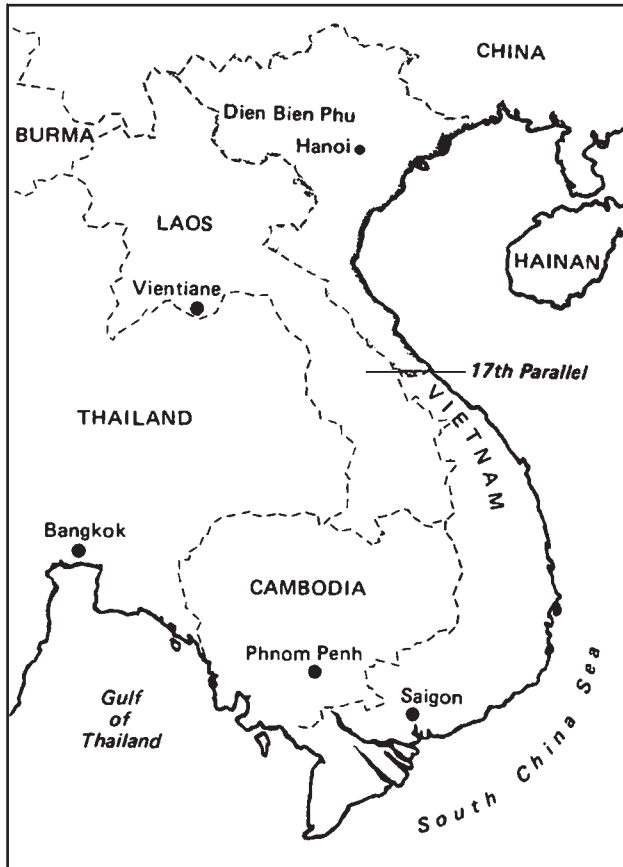 CHINA
Dien Bien Phu
BURMA
Hanoi
LAOS
HAINAN
Vientiane
17th Parallel
VIETNAM
THAILAND
Bangkok
CAMBODIA
Phnom Penh
Saigon
Gulf
of
Thailand
South China Sea